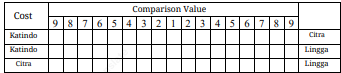 Cost Comparison Value
9 8 7 6 5 4 3 2 1 2 3 4 5 6 7 8 9
Katindo Citra
Katindo Lingga
Citra Lingga